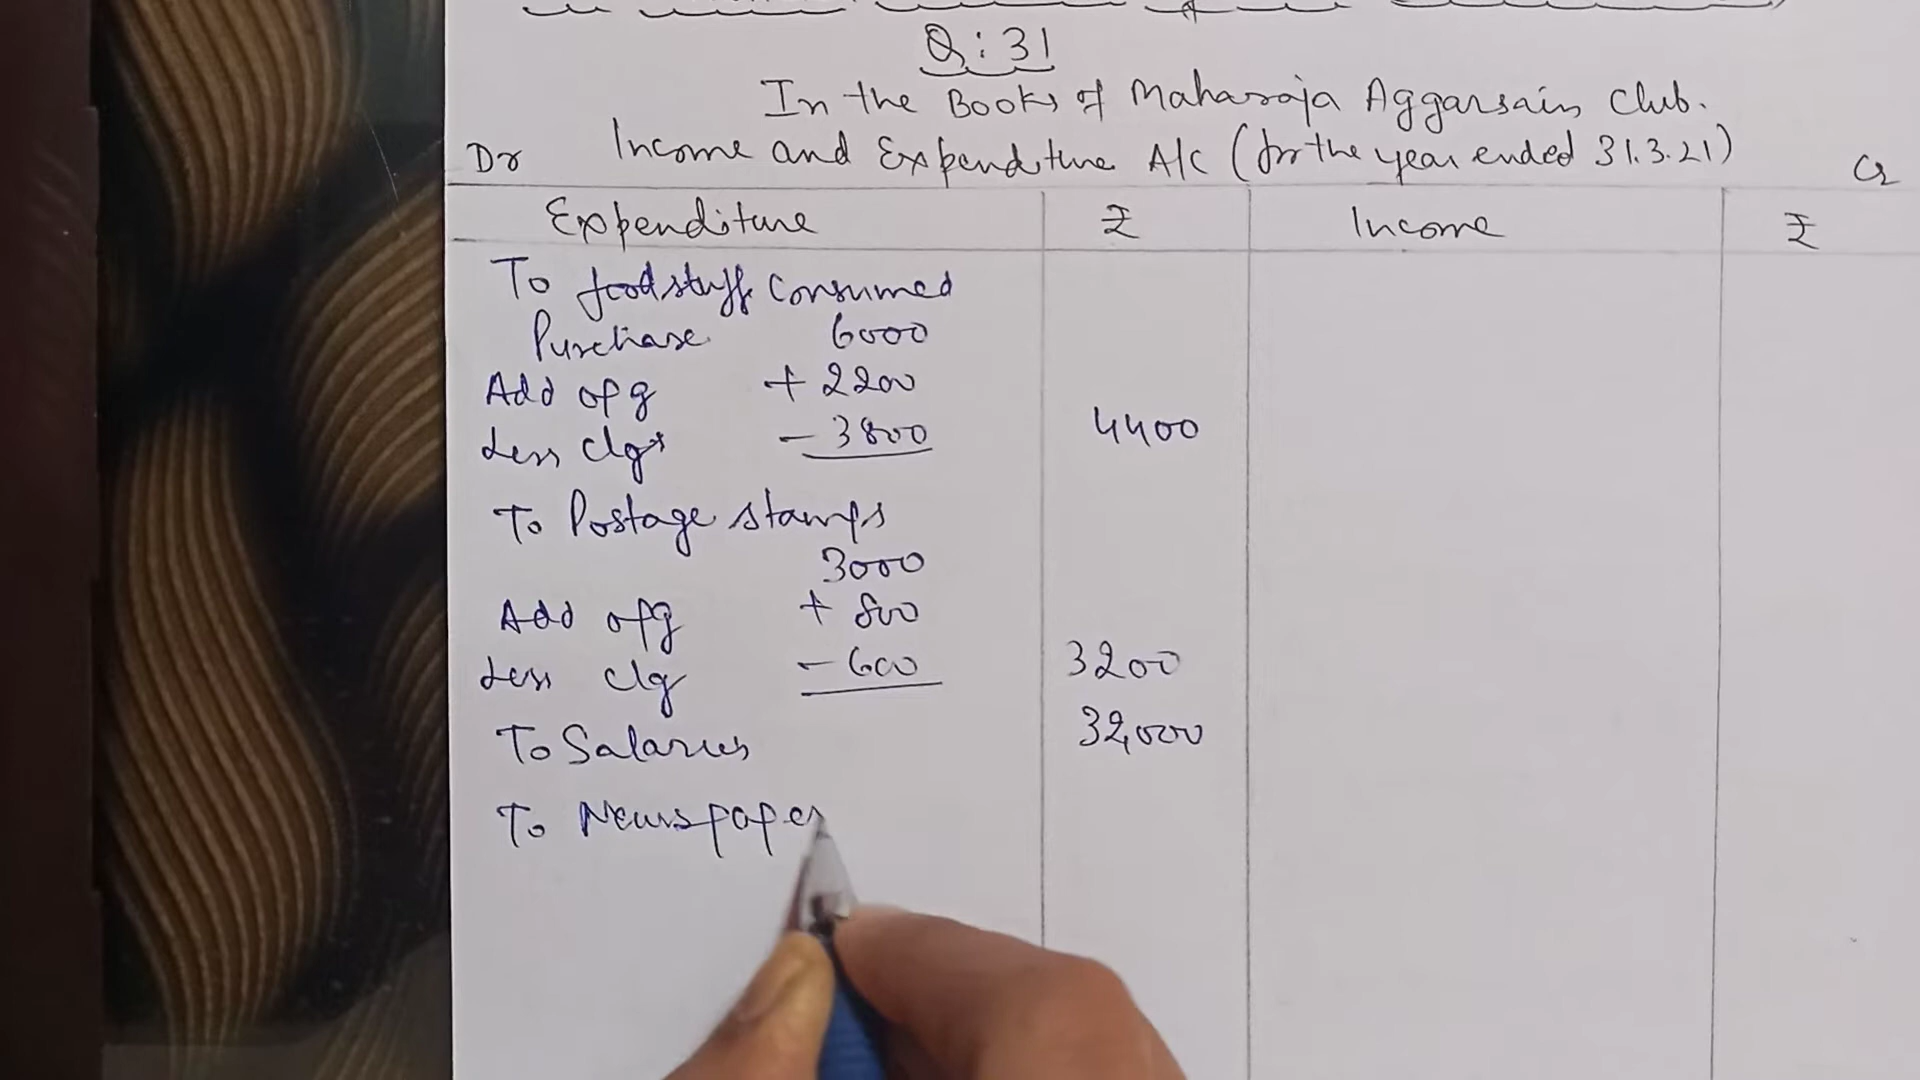 Q: 31
In the Books of Maharaja Aggarsain Club.
Dr Income and Expenditure A/C (for the year ended 31.3.21) Cr
Expenditure ₹ Income ₹
To foodstuff consumed
Purchase 6000
Add opg + 2200
Less clg - 3800 4400
To Postage stamps
3000
Add opg + 800
Less clg - 600 3200
To Salaries 32,000
To Newspaper